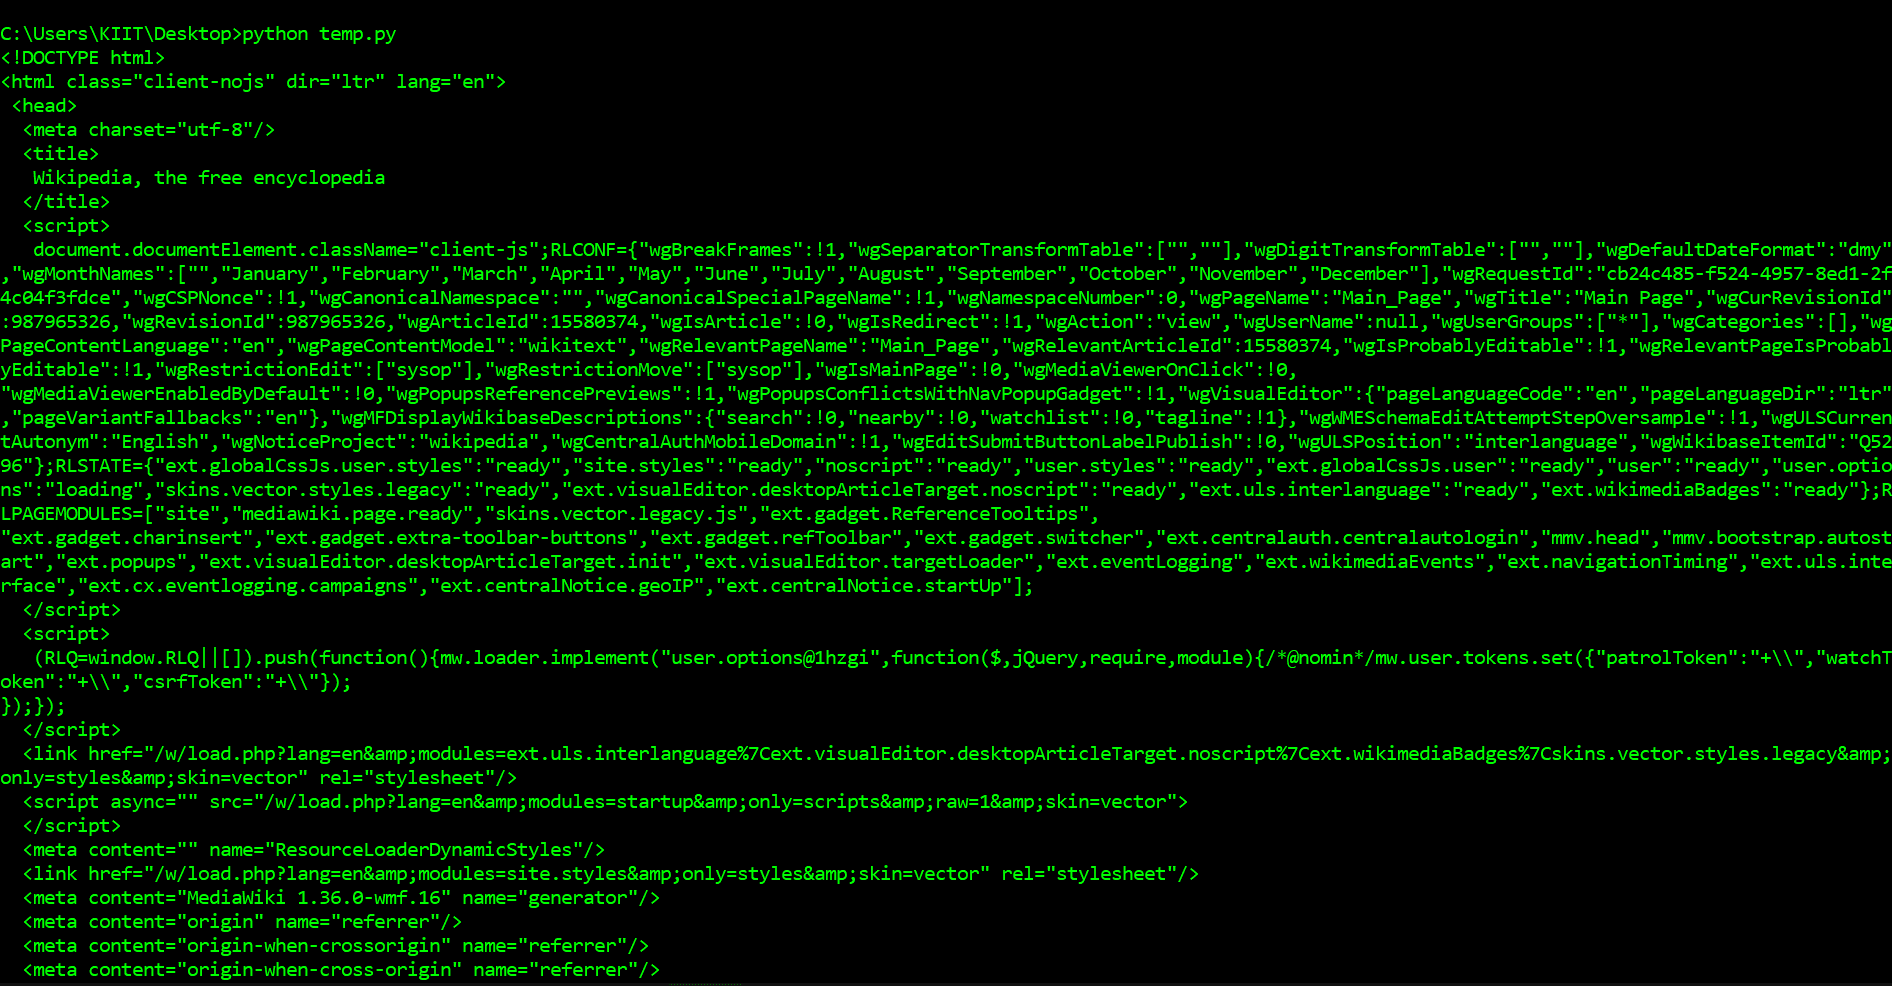 C:\Users\KIIT\Desktop>python temp.py
<!DOCTYPE html>
<html class="client-nojs" dir="ltr" lang="en">
 <head>
  <meta charset="utf-8"/>
  <title>
   Wikipedia, the free encyclopedia
  </title>
  <script>
   document.documentElement.className="client-js";RLCONF={"wgBreakFrames":!1,"wgSeparatorTransformTable":["",""],"wgDigitTransformTable":["",""],"wgDefaultDateFormat":"dmy"
,"wgMonthNames":["","January","February","March","April","May","June","July","August","September","October","November","December"],"wgRequestId":"cb24c485-f524-4957-8ed1-2f
4c04f3fdce","wgCSPNonce":!1,"wgCanonicalNamespace":"","wgCanonicalSpecialPageName":!1,"wgNamespaceNumber":0,"wgPageName":"Main_Page","wgTitle":"Main Page","wgCurRevisionId"
:987965326,"wgRevisionId":987965326,"wgArticleId":15580374,"wgIsArticle":!0,"wgIsRedirect":!1,"wgAction":"view","wgUserName":null,"wgUserGroups":["*"],"wgCategories":[],"wg
PageContentLanguage":"en","wgPageContentModel":"wikitext","wgRelevantPageName":"Main_Page","wgRelevantArticleId":15580374,"wgIsProbablyEditable":!1,"wgRelevantPageIsProbabl
yEditable":!1,"wgRestrictionEdit":["sysop"],"wgRestrictionMove":["sysop"],"wgIsMainPage":!0,"wgMediaViewerOnClick":!0,
"wgMediaViewerEnabledByDefault":!0,"wgPopupsReferencePreviews":!1,"wgPopupsConflictsWithNavPopupGadget":!1,"wgVisualEditor":{"pageLanguageCode":"en","pageLanguageDir":"ltr"
,"pageVariantFallbacks":"en"},"wgMFDisplayWikibaseDescriptions":{"search":!0,"nearby":!0,"watchlist":!0,"tagline":!1},"wgWMESchemaEditAttemptStepOversample":!1,"wgULSCurren
tAutonym":"English","wgNoticeProject":"wikipedia","wgCentralAuthMobileDomain":!1,"wgEditSubmitButtonLabelPublish":!0,"wgULSPosition":"interlanguage","wgWikibaseItemId":"Q52
96"};RLSTATE={"ext.globalCssJs.user.styles":"ready","site.styles":"ready","noscript":"ready","user.styles":"ready","ext.globalCssJs.user":"ready","user":"ready","user.optio
ns":"loading","skins.vector.styles.legacy":"ready","ext.visualEditor.desktopArticleTarget.noscript":"ready","ext.uls.interlanguage":"ready","ext.wikimediaBadges":"ready"};R
LPAGEMODULES=["site","mediawiki.page.ready","skins.vector.legacy.js","ext.gadget.ReferenceTooltips",
"ext.gadget.charinsert","ext.gadget.extra-toolbar-buttons","ext.gadget.refToolbar","ext.gadget.switcher","ext.centralauth.centralautologin","mmv.head","mmv.bootstrap.autost
art","ext.popups","ext.visualEditor.desktopArticleTarget.init","ext.visualEditor.targetLoader","ext.eventLogging","ext.wikimediaEvents","ext.navigationTiming","ext.uls.inte
rface","ext.cx.eventlogging.campaigns","ext.centralNotice.geoIP","ext.centralNotice.startUp"];
  </script>
  <script>
   (RLQ=window.RLQ||[]).push(function(){mw.loader.implement("user.options@1hzgi",function($,jQuery,require,module){/*@nomin*/mw.user.tokens.set({"patrolToken":"+\\","watchT
oken":"+\\","csrfToken":"+\\"});
});});
  </script>
  <link href="/w/load.php?lang=en&amp;modules=ext.uls.interlanguage%7Cext.visualEditor.desktopArticleTarget.noscript%7Cext.wikimediaBadges%7Cskins.vector.styles.legacy&amp;
only=styles&amp;skin=vector" rel="stylesheet"/>
  <script async="" src="/w/load.php?lang=en&amp;modules=startup&amp;only=scripts&amp;raw=1&amp;skin=vector">
  </script>
  <meta content="" name="ResourceLoaderDynamicStyles"/>
  <link href="/w/load.php?lang=en&amp;modules=site.styles&amp;only=styles&amp;skin=vector" rel="stylesheet"/>
  <meta content="MediaWiki 1.36.0-wmf.16" name="generator"/>
  <meta content="origin" name="referrer"/>
  <meta content="origin-when-crossorigin" name="referrer"/>
  <meta content="origin-when-cross-origin" name="referrer"/>